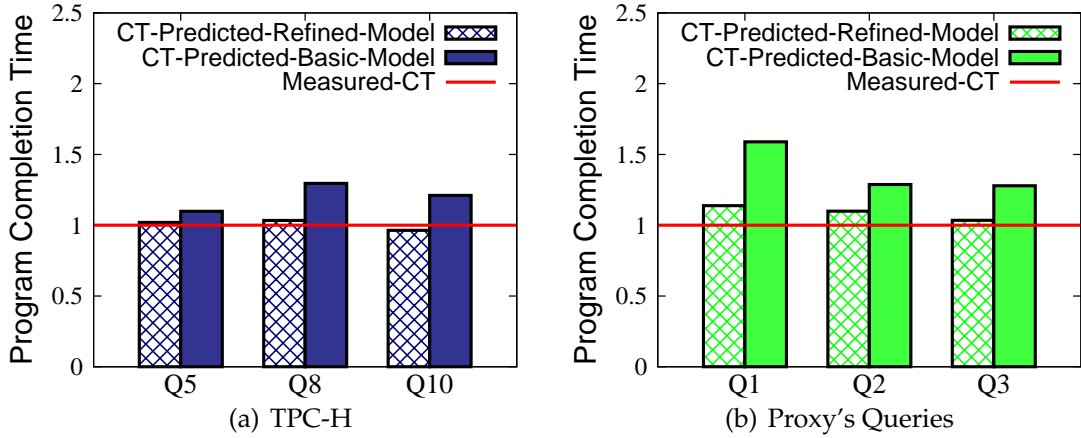 Program Completion Time
2.5
2
1.5
1
0.5
0
CT-Predicted-Refined-Model
CT-Predicted-Basic-Model
Measured-CT
Q5 Q8 Q10
(a) TPC-H
Program Completion Time
2.5
2
1.5
1
0.5
0
CT-Predicted-Refined-Model
CT-Predicted-Basic-Model
Measured-CT
Q1 Q2 Q3
(b) Proxy's Queries